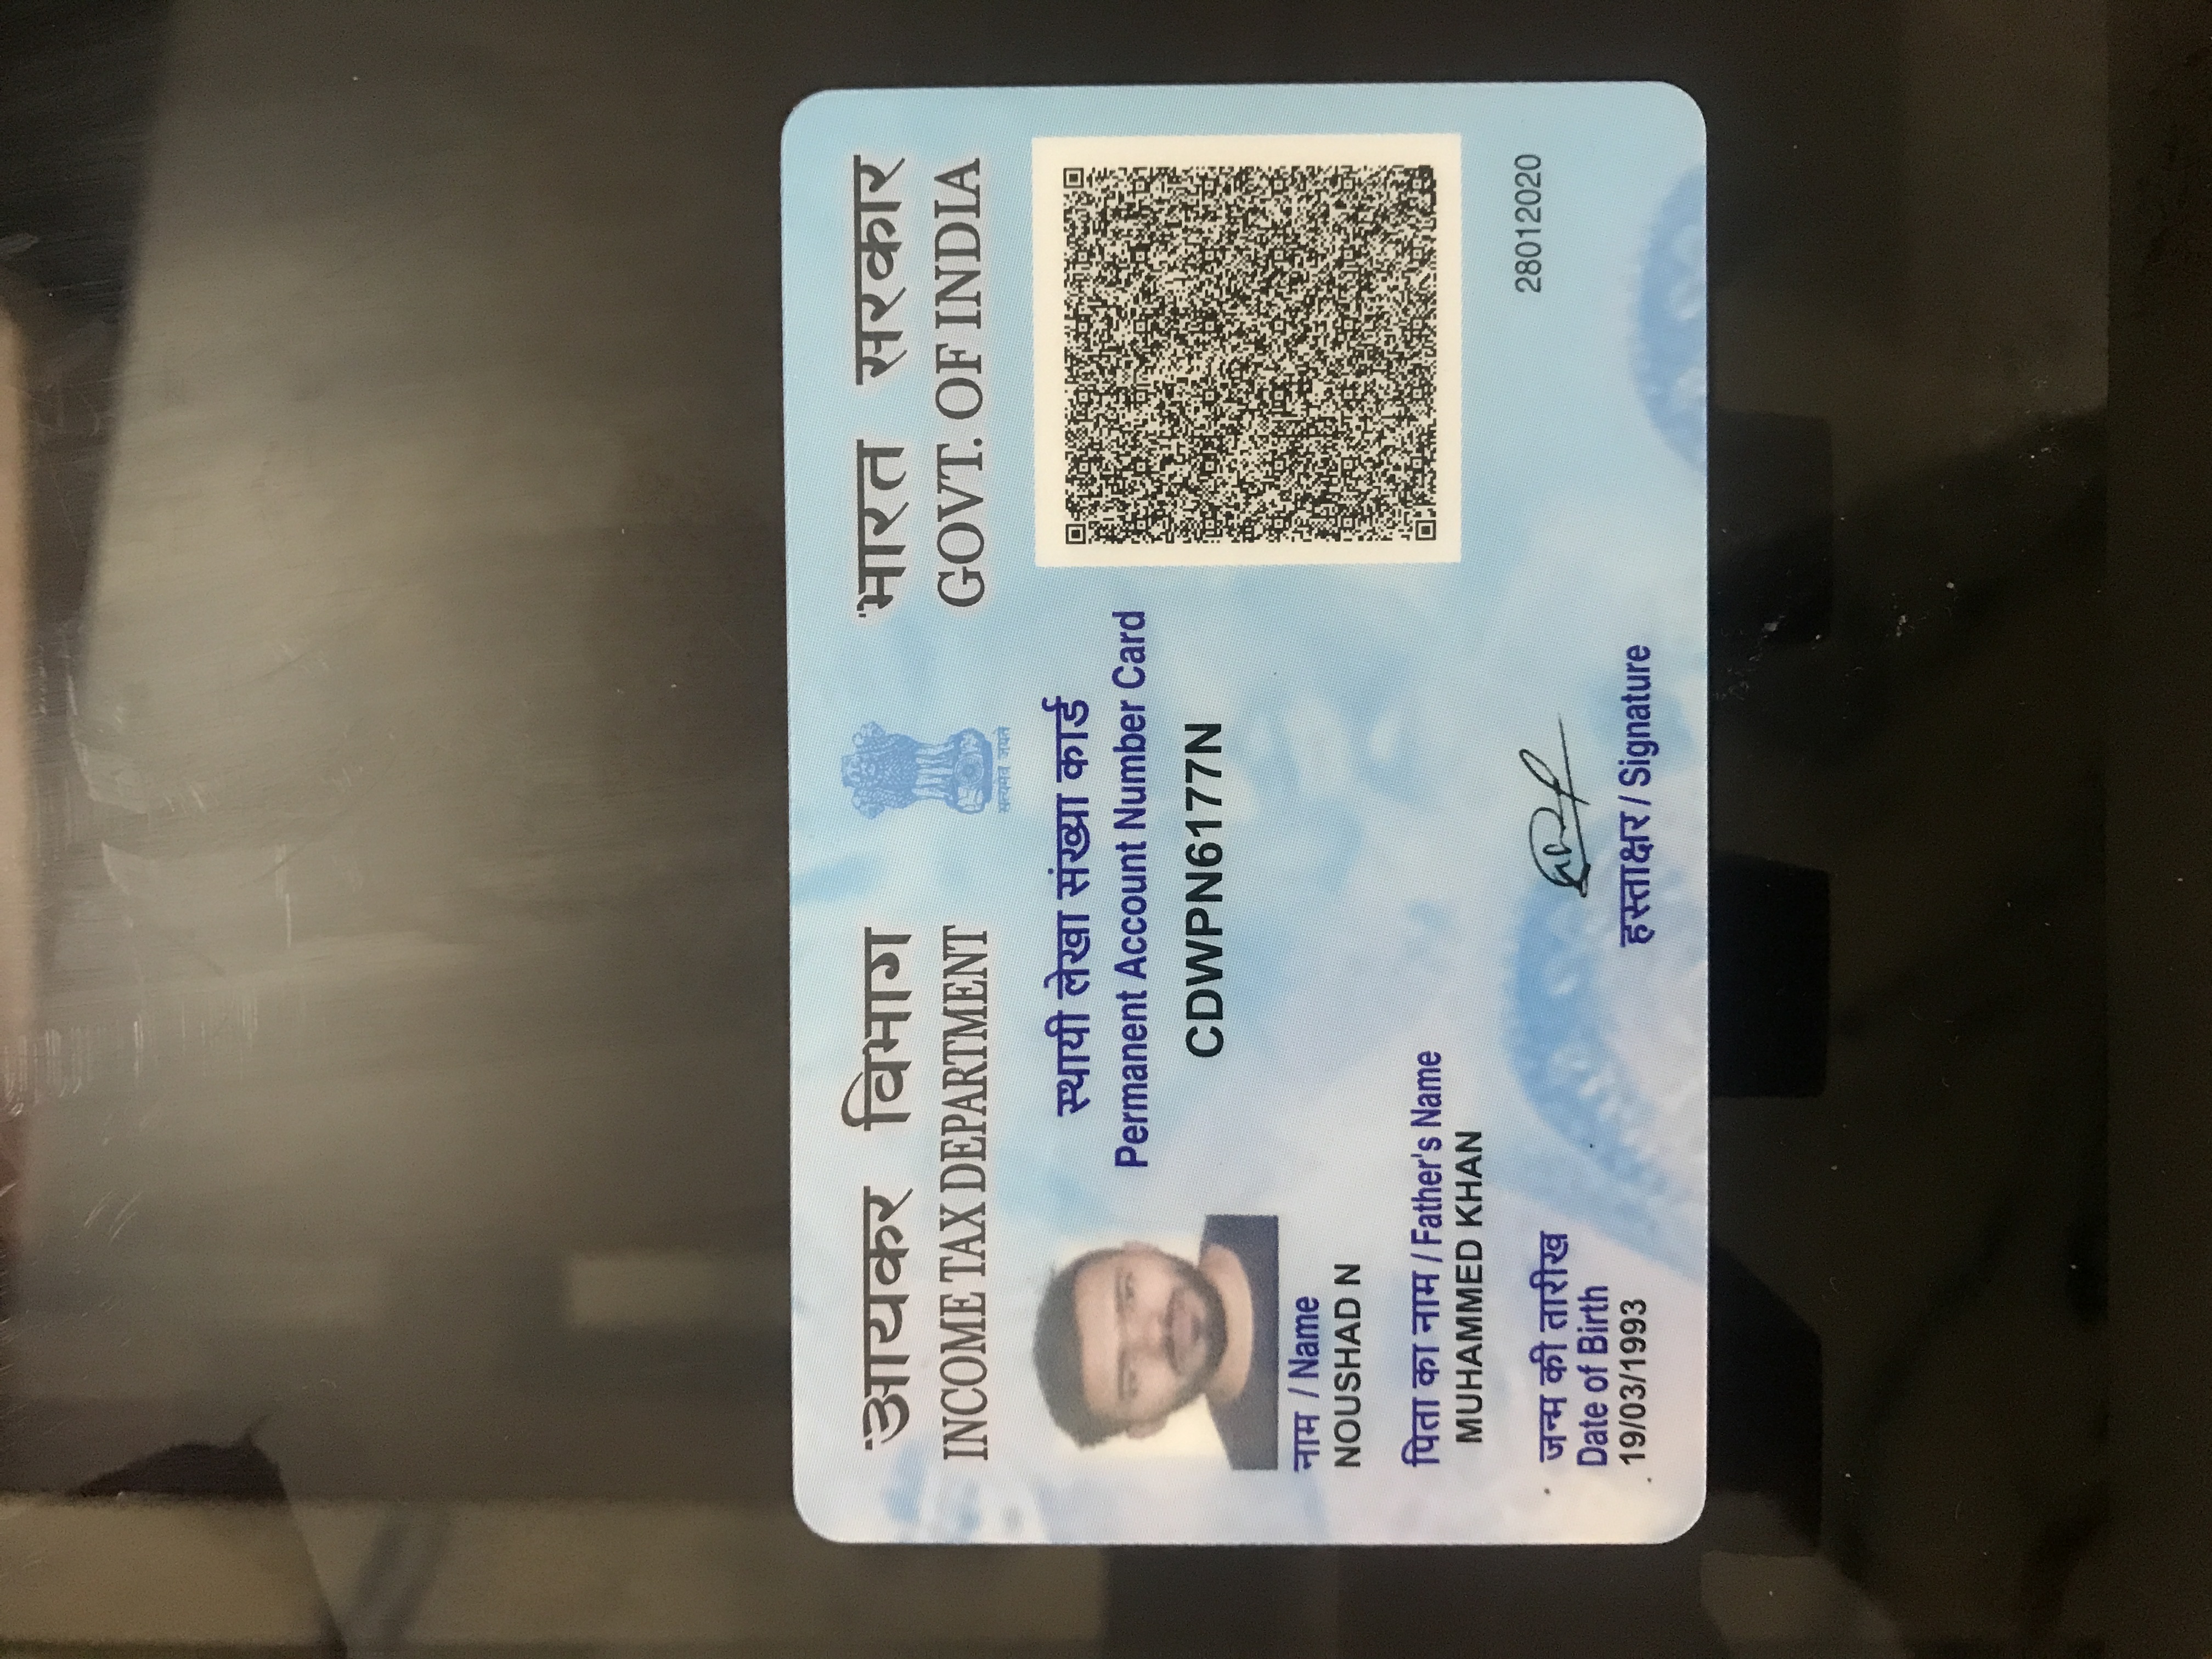 आयकर विभाग
INCOME TAX DEPARTMENT
सत्यमेव जयते
भारत सरकार
GOVT. OF INDIA
स्थायी लेखा संख्या कार्ड
Permanent Account Number Card
CDWPN6177N
नाम / Name
NOUSHAD N
पिता का नाम / Father's Name
MUHAMMED KHAN
जन्म की तारीख
Date of Birth
19/03/1993
हस्ताक्षर / Signature
28012020